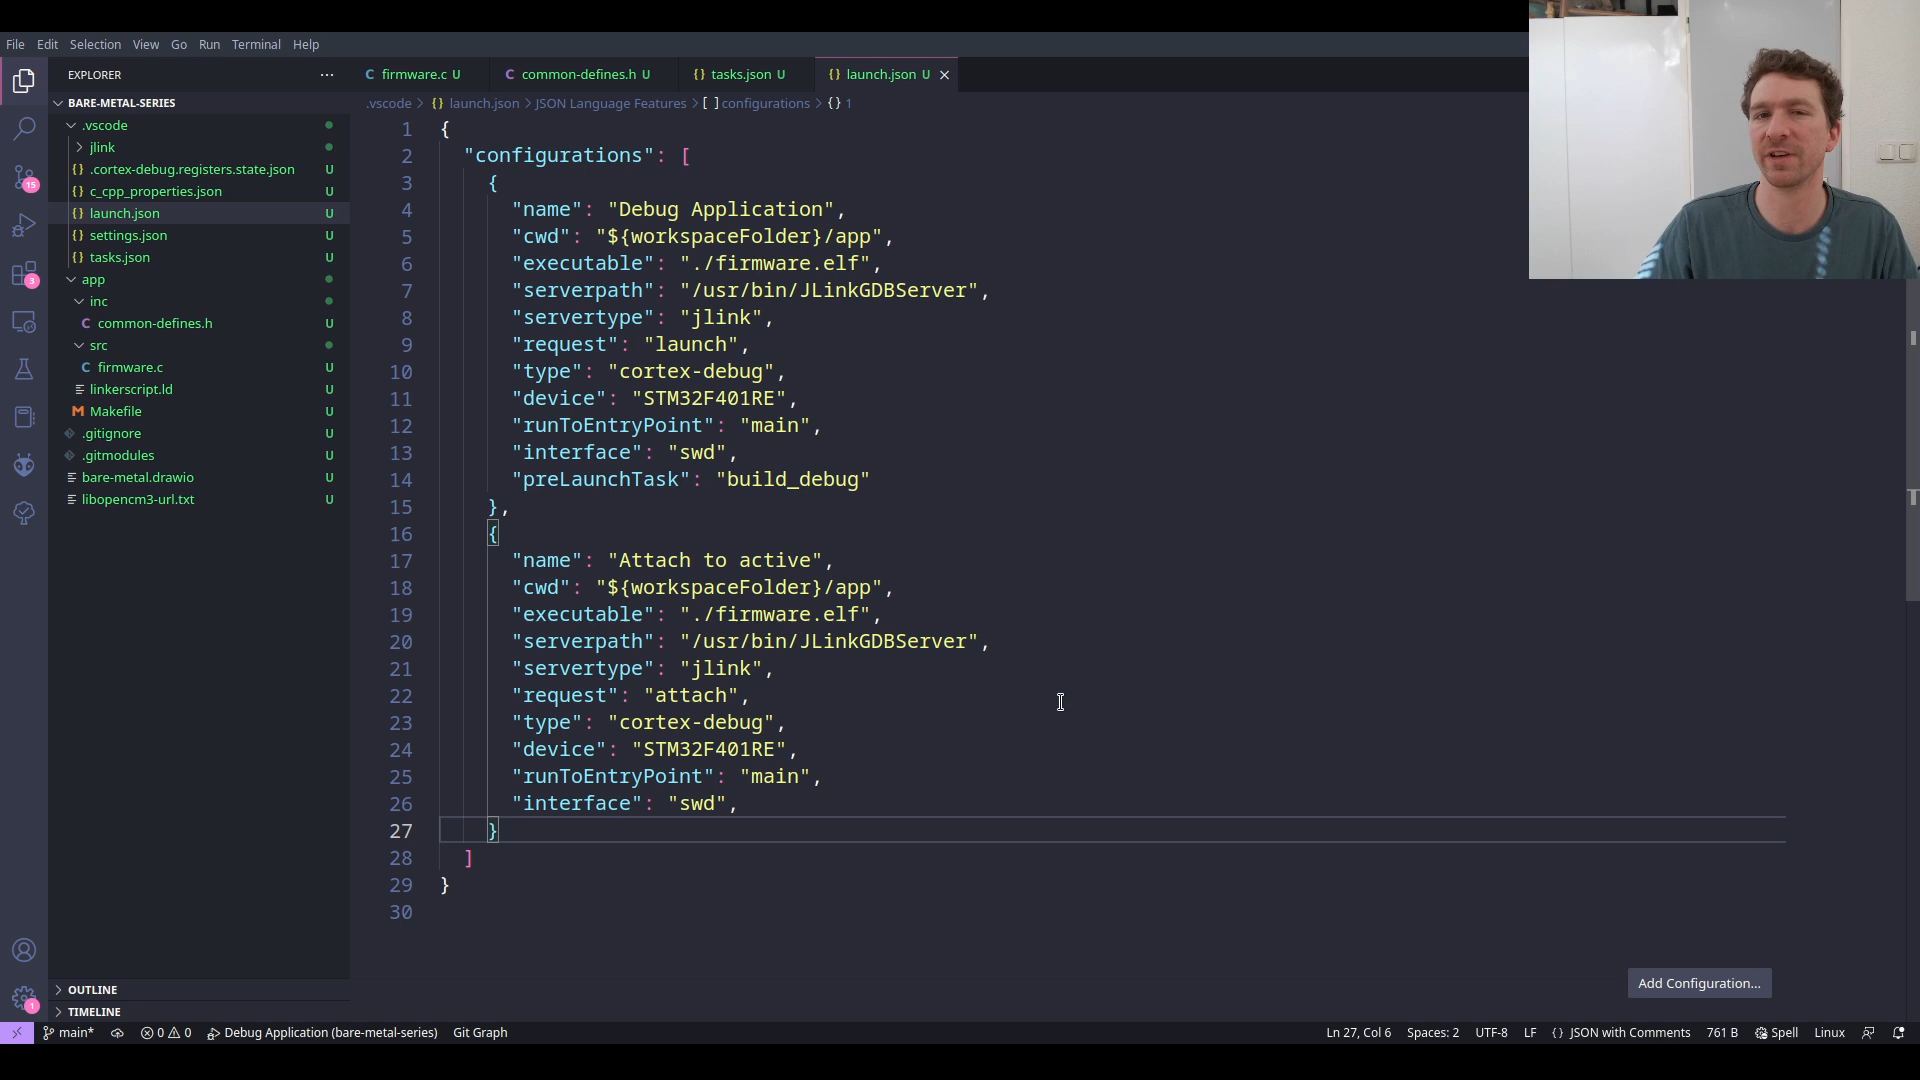 File Edit Selection View Go Run Terminal Help
EXPLORER ···
firmware.c U common-defines.h U tasks.json U launch.json U
.vscode > launch.json > JSON Language Features > [ ] configurations > {} 1
BARE-METAL-SERIES
.vscode
jlink
.cortex-debug.registers.state.json U
c_cpp_properties.json U
launch.json U
settings.json U
tasks.json U
app
inc
common-defines.h U
src
firmware.c U
linkerscript.ld U
Makefile U
.gitignore U
.gitmodules U
bare-metal.drawio U
libopencm3-url.txt U
15
3
1
OUTLINE
TIMELINE
1 {
2 "configurations": [
3 {
4 "name": "Debug Application",
5 "cwd": "${workspaceFolder}/app",
6 "executable": "./firmware.elf",
7 "serverpath": "/usr/bin/JLinkGDBServer",
8 "servertype": "jlink",
9 "request": "launch",
10 "type": "cortex-debug",
11 "device": "STM32F401RE",
12 "runToEntryPoint": "main",
13 "interface": "swd",
14 "preLaunchTask": "build_debug"
15 },
16 {
17 "name": "Attach to active",
18 "cwd": "${workspaceFolder}/app",
19 "executable": "./firmware.elf",
20 "serverpath": "/usr/bin/JLinkGDBServer",
21 "servertype": "jlink",
22 "request": "attach",
23 "type": "cortex-debug",
24 "device": "STM32F401RE",
25 "runToEntryPoint": "main",
26 "interface": "swd",
27 }
28 ]
29 }
30
Add Configuration...
main* 0 0 Debug Application (bare-metal-series) Git Graph Ln 27, Col 6 Spaces: 2 UTF-8 LF {} JSON with Comments 761 B Spell Linux